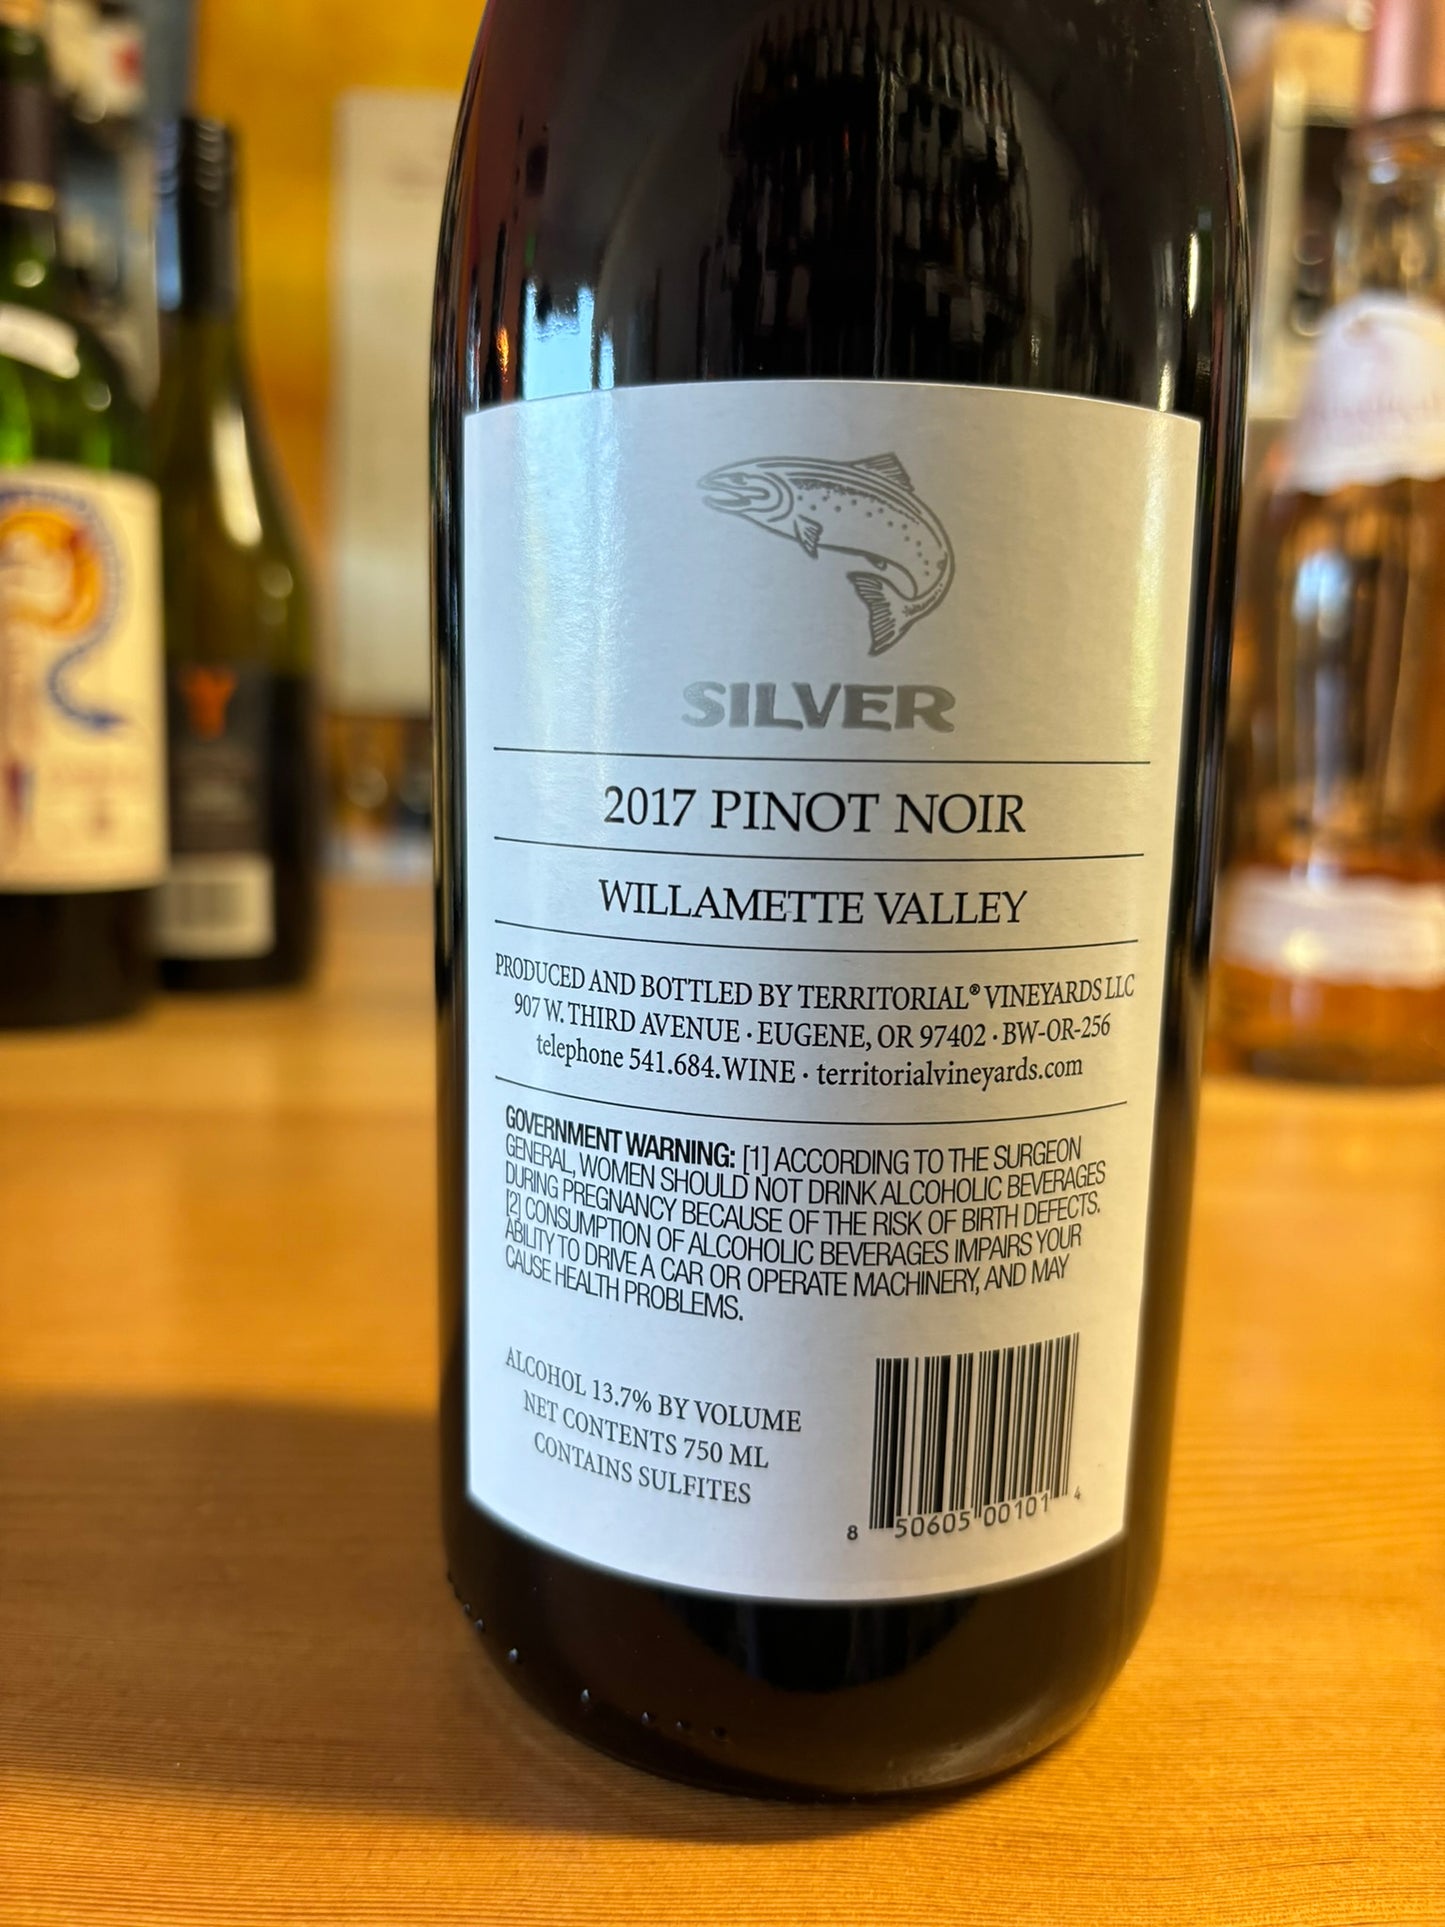 SILVER
2017 PINOT NOIR
WILLAMETTE VALLEY
PRODUCED AND BOTTLED BY TERRITORIAL® VINEYARDS LLC
907 W. THIRD AVENUE · EUGENE, OR 97402 · BW-OR-256
telephone 541.684.WINE · territorialvineyards.com
GOVERNMENT WARNING: [1] ACCORDING TO THE SURGEON
GENERAL, WOMEN SHOULD NOT DRINK ALCOHOLIC BEVERAGES
DURING PREGNANCY BECAUSE OF THE RISK OF BIRTH DEFECTS.
[2] CONSUMPTION OF ALCOHOLIC BEVERAGES IMPAIRS YOUR
ABILITY TO DRIVE A CAR OR OPERATE MACHINERY, AND MAY
CAUSE HEALTH PROBLEMS.
ALCOHOL 13.7% BY VOLUME
NET CONTENTS 750 ML
CONTAINS SULFITES
8 50605 00101 4